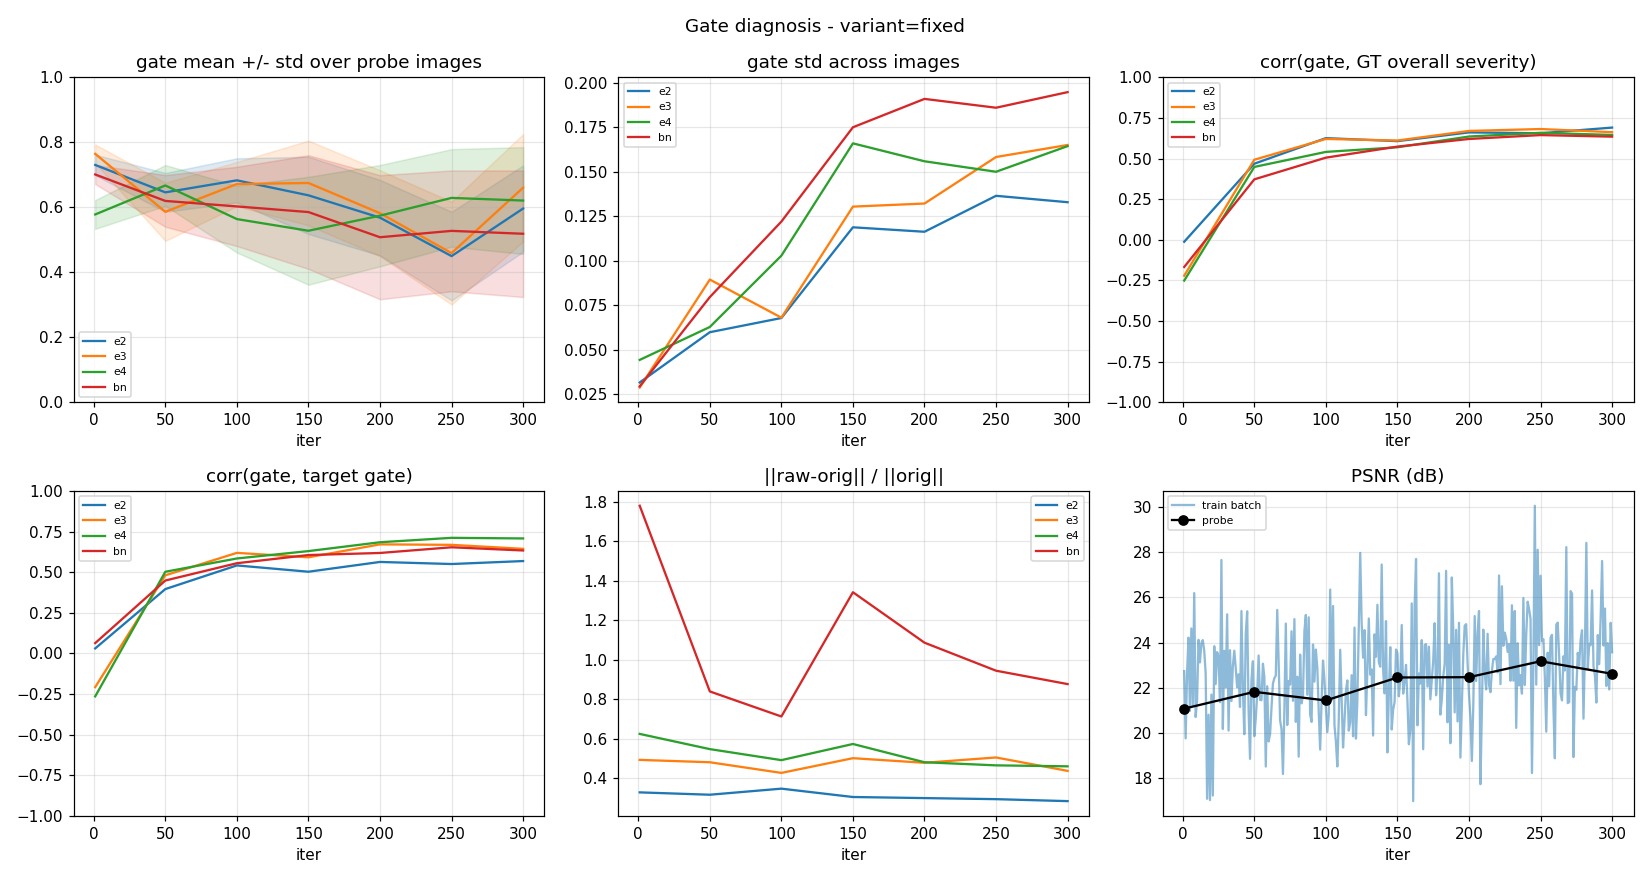 Gate diagnosis - variant=fixed
gate mean +/- std over probe images
1.0
0.8
0.6
0.4
0.2
0.0
e2
e3
e4
bn
0 50 100 150 200 250 300
iter
gate std across images
0.200
0.175
0.150
0.125
0.100
0.075
0.050
0.025
e2
e3
e4
bn
0 50 100 150 200 250 300
iter
corr(gate, GT overall severity)
1.00
0.75
0.50
0.25
0.00
−0.25
−0.50
−0.75
−1.00
e2
e3
e4
bn
0 50 100 150 200 250 300
iter
corr(gate, target gate)
1.00
0.75
0.50
0.25
0.00
−0.25
−0.50
−0.75
−1.00
e2
e3
e4
bn
0 50 100 150 200 250 300
iter
||raw-orig|| / ||orig||
1.8
1.6
1.4
1.2
1.0
0.8
0.6
0.4
e2
e3
e4
bn
0 50 100 150 200 250 300
iter
PSNR (dB)
30
28
26
24
22
20
18
train batch
probe
0 50 100 150 200 250 300
iter